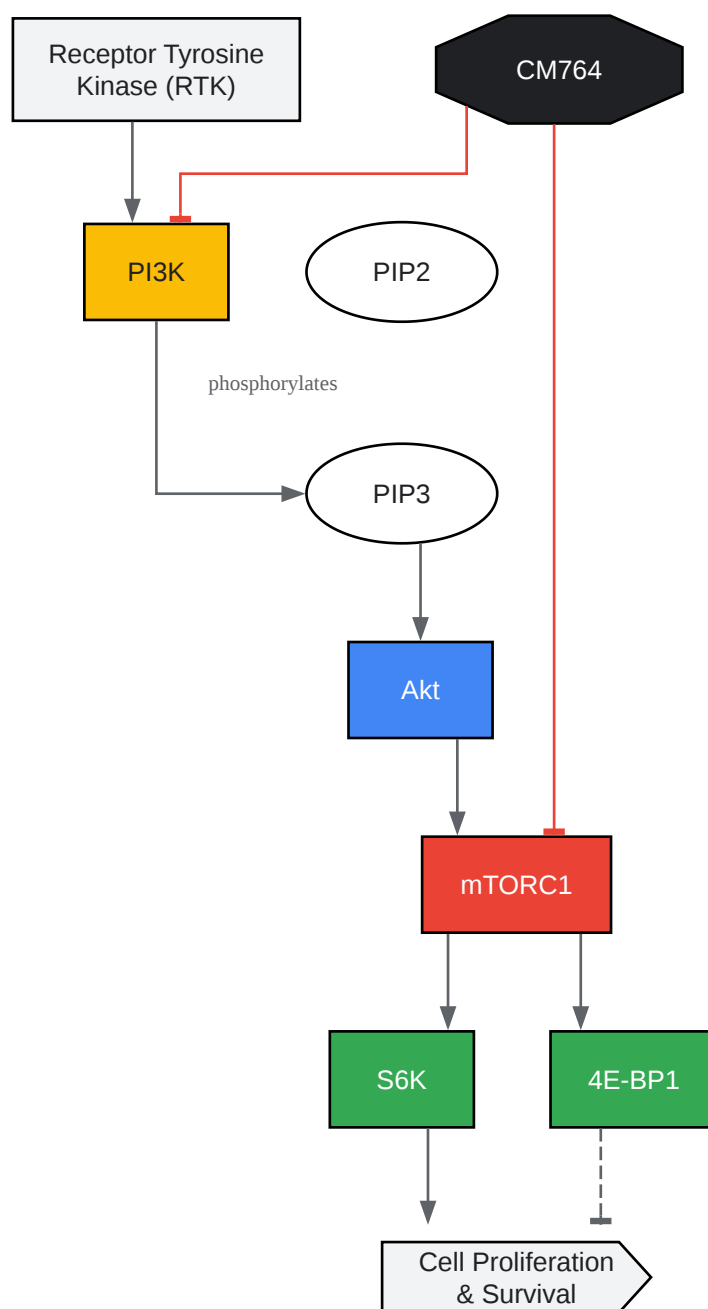 Receptor Tyrosine
Kinase (RTK)
CM764
PI3K
PIP2
phosphorylates
PIP3
Akt
mTORC1
S6K
4E-BP1
Cell Proliferation
& Survival